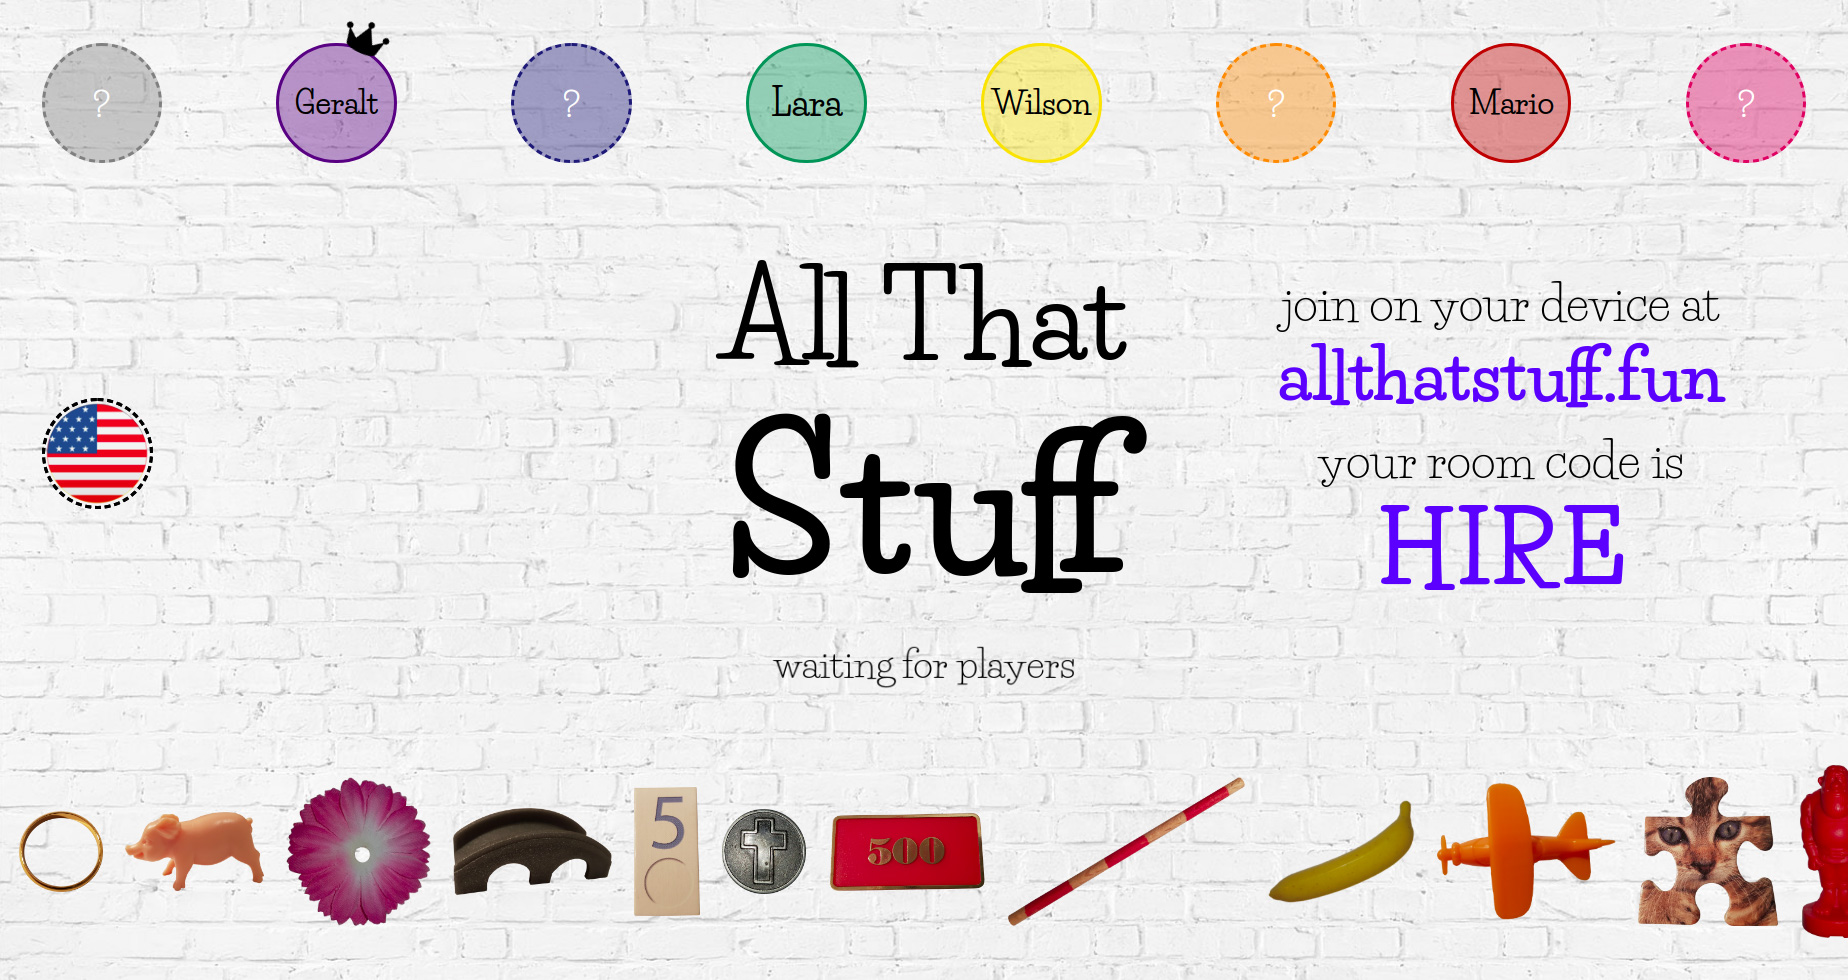 ?
Geralt
?
Lara
Wilson
?
Mario
?
All That
Stuff
join on your device at
allthatstuff.fun
your room code is
HIRE
waiting for players
5
500